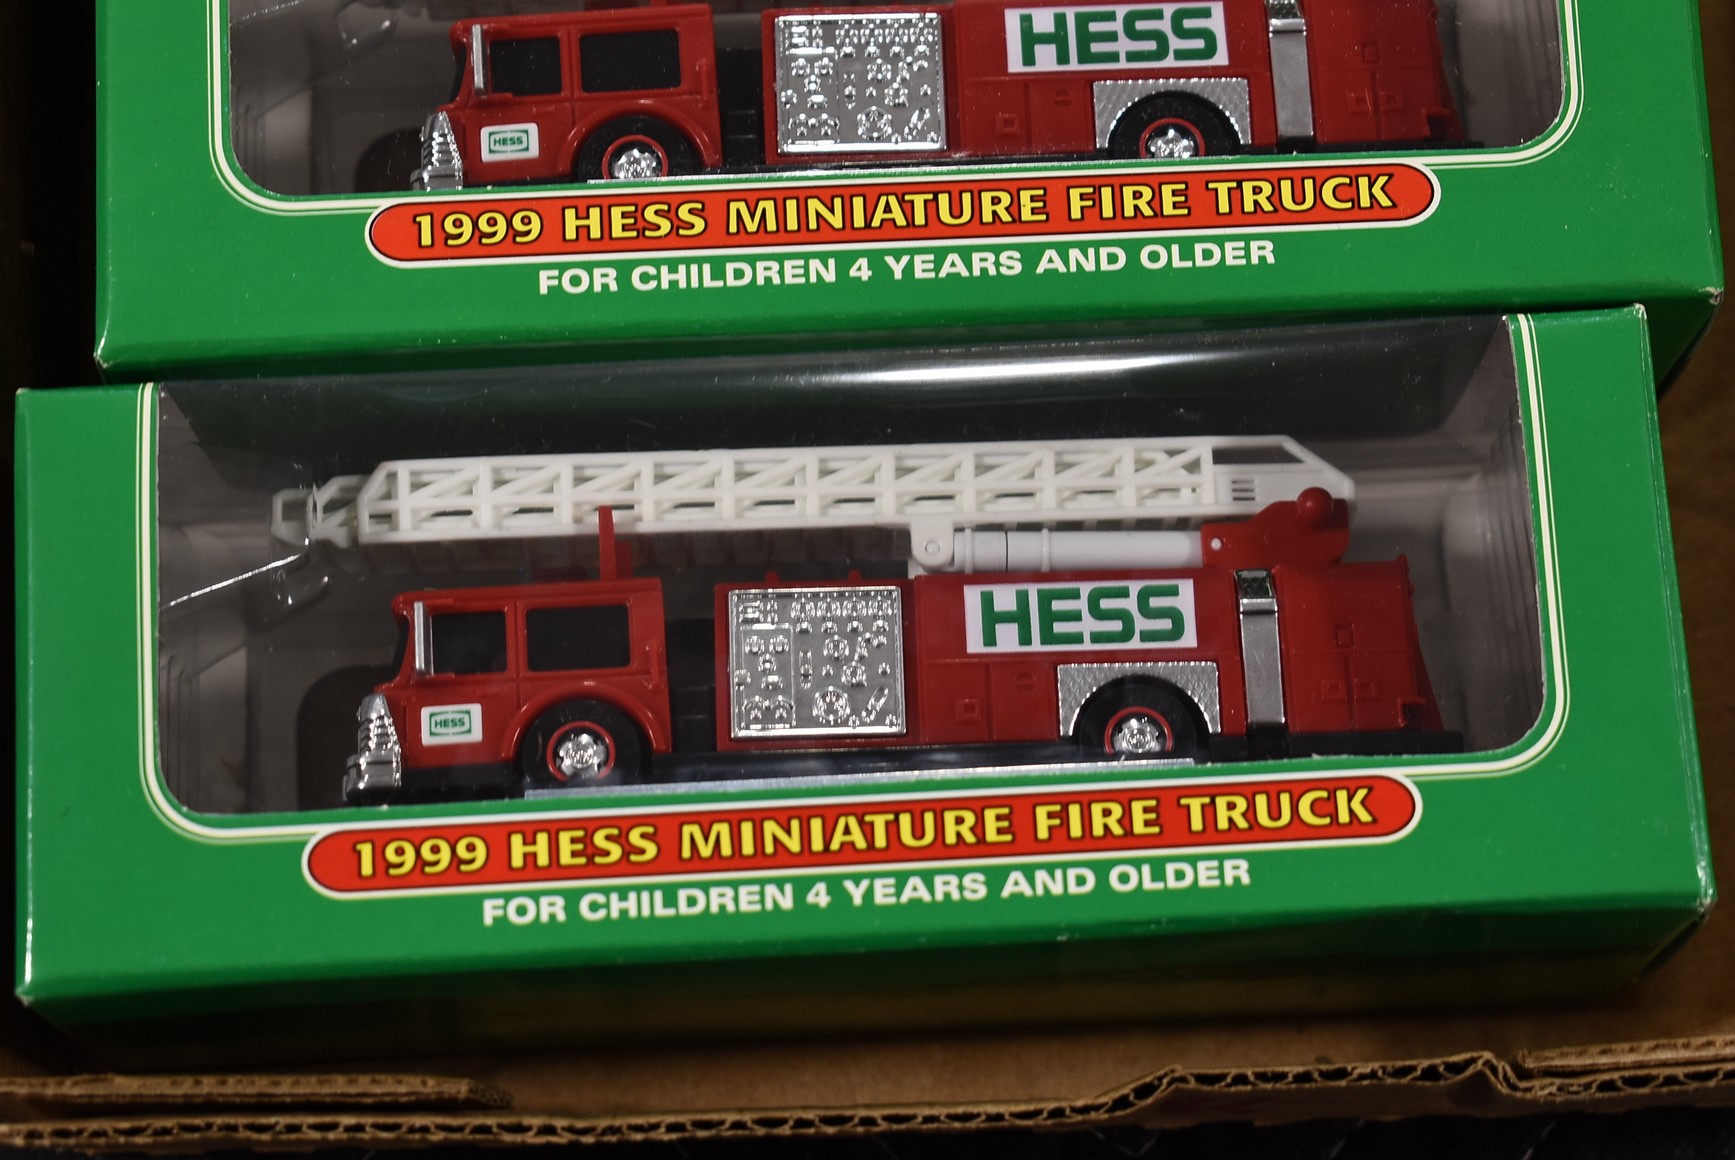 HESS
HESS
1999 HESS MINIATURE FIRE TRUCK
FOR CHILDREN 4 YEARS AND OLDER
HESS
HESS
1999 HESS MINIATURE FIRE TRUCK
FOR CHILDREN 4 YEARS AND OLDER